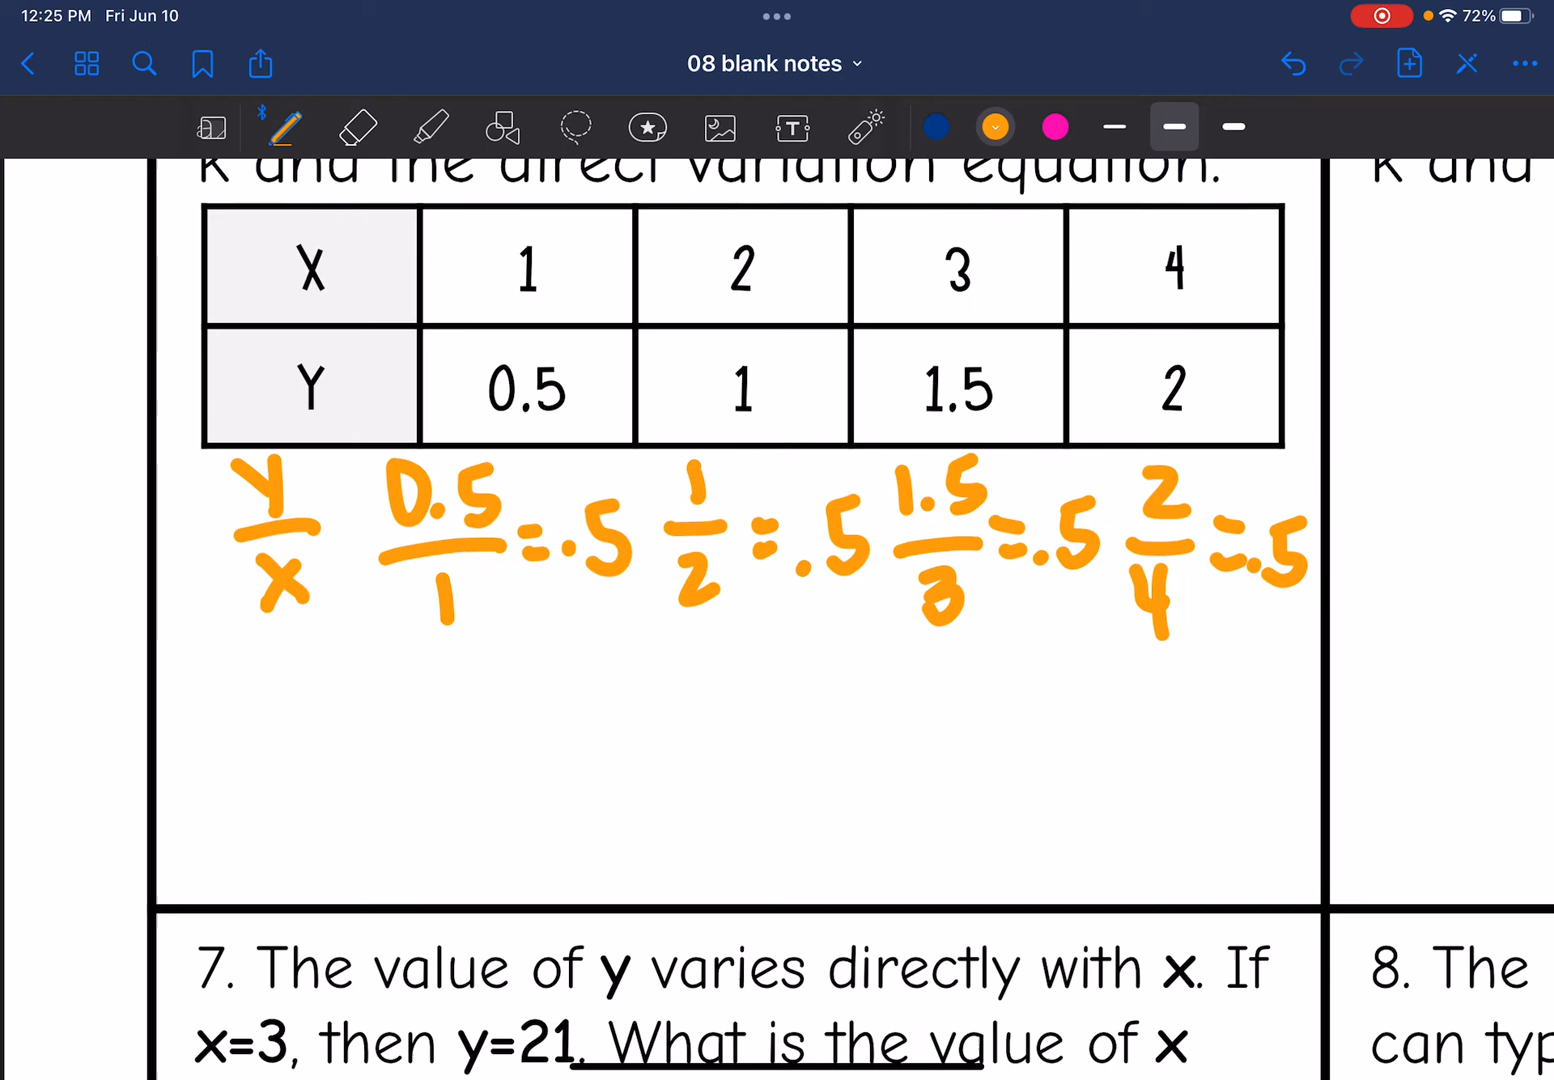 12:25 PM Fri Jun 10
72%
08 blank notes
T
K and the direct variation equation.
K and
X 1 2 3 4
Y 0.5 1 1.5 2
y/x 0.5/1 = .5 1/2 = .5 1.5/3 = .5 2/4 = .5
7. The value of y varies directly with x. If
x=3, then y=21. What is the value of x
8. The
can typ